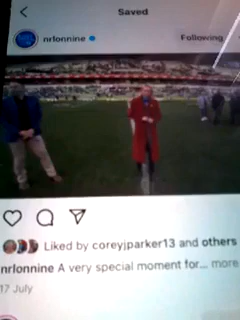 Saved
nrlonnine
Following
Liked by coreyjparker13 and others
nrlonnine A very special moment for... more
17 July